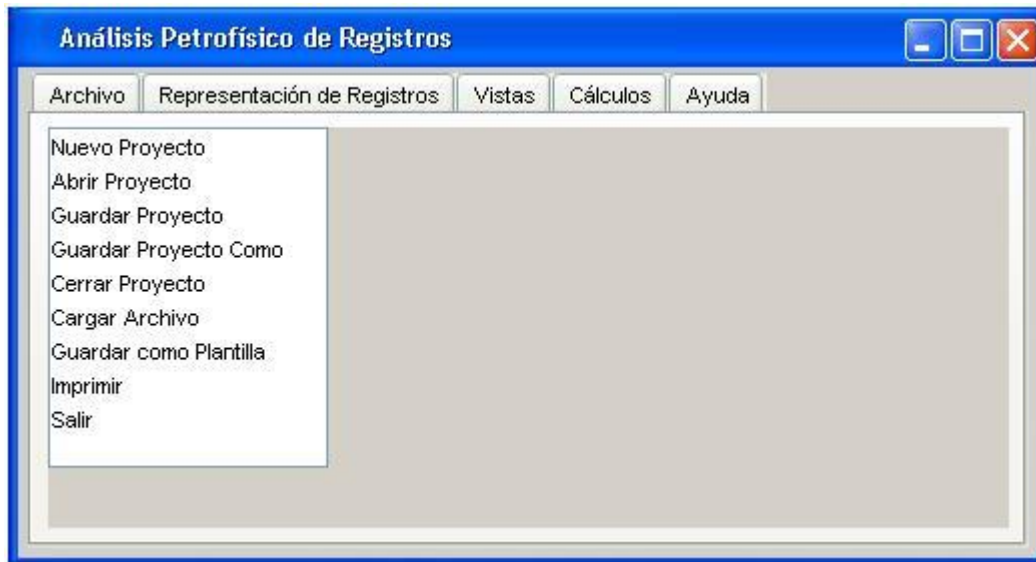 Análisis Petrofísico de Registros
Archivo Representación de Registros Vistas Cálculos Ayuda
Nuevo Proyecto
Abrir Proyecto
Guardar Proyecto
Guardar Proyecto Como
Cerrar Proyecto
Cargar Archivo
Guardar como Plantilla
Imprimir
Salir